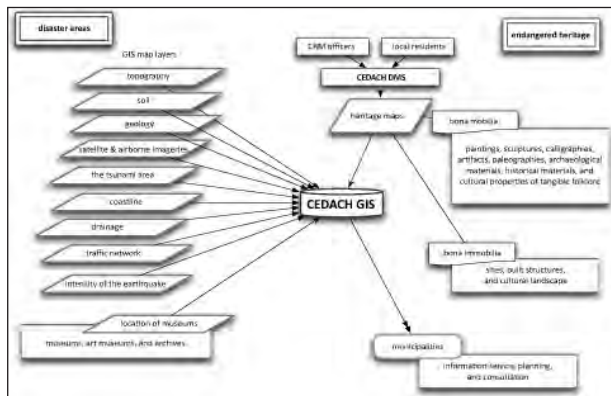 disaster areas
GIS map layers
topography
soil
geology
satellite & airborne imageries
the tsunami area
coastline
drainage
traffic network
intensity of the earthquake
location of museums
museums, art museums, and archives
CRM officers
local residents
CEDACH DMS
heritage maps
CEDACH GIS
endangered heritage
bona mobilia
paintings, sculptures, calligraphies,
artifacts, paleographies, archaeological
materials, historical materials, and
cultural properties of tangible folklore
bona immobilia
sites, built structures,
and cultural landscape
municipalities
planning,
and consultation